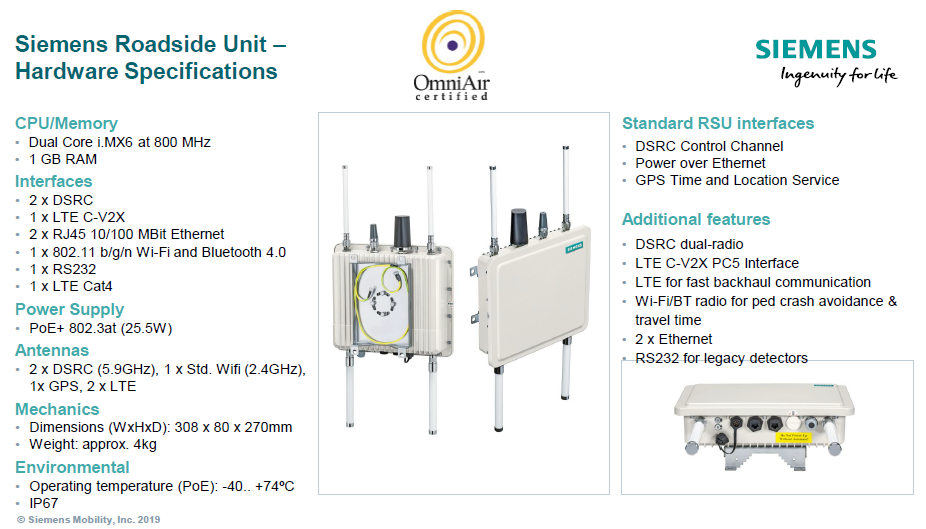 Siemens Roadside Unit –
Hardware Specifications
OmniAir
certified
SIEMENS
Ingenuity for life
CPU/Memory
• Dual Core i.MX6 at 800 MHz
• 1 GB RAM
Interfaces
• 2 x DSRC
• 1 x LTE C-V2X
• 2 x RJ45 10/100 MBit Ethernet
• 1 x 802.11 b/g/n Wi-Fi and Bluetooth 4.0
• 1 x RS232
• 1 x LTE Cat4
Power Supply
• PoE+ 802.3at (25.5W)
Antennas
• 2 x DSRC (5.9GHz), 1 x Std. Wifi (2.4GHz),
1x GPS, 2 x LTE
Mechanics
• Dimensions (WxHxD): 308 x 80 x 270mm
• Weight: approx. 4kg
Environmental
• Operating temperature (PoE): -40.. +74ºC
• IP67
© Siemens Mobility, Inc. 2019
SIEMENS
Standard RSU interfaces
• DSRC Control Channel
• Power over Ethernet
• GPS Time and Location Service
Additional features
• DSRC dual-radio
• LTE C-V2X PC5 Interface
• LTE for fast backhaul communication
• Wi-Fi/BT radio for ped crash avoidance &
travel time
• 2 x Ethernet
• RS232 for legacy detectors
SIEMENS
Do Not Power Up
Without Antennas!